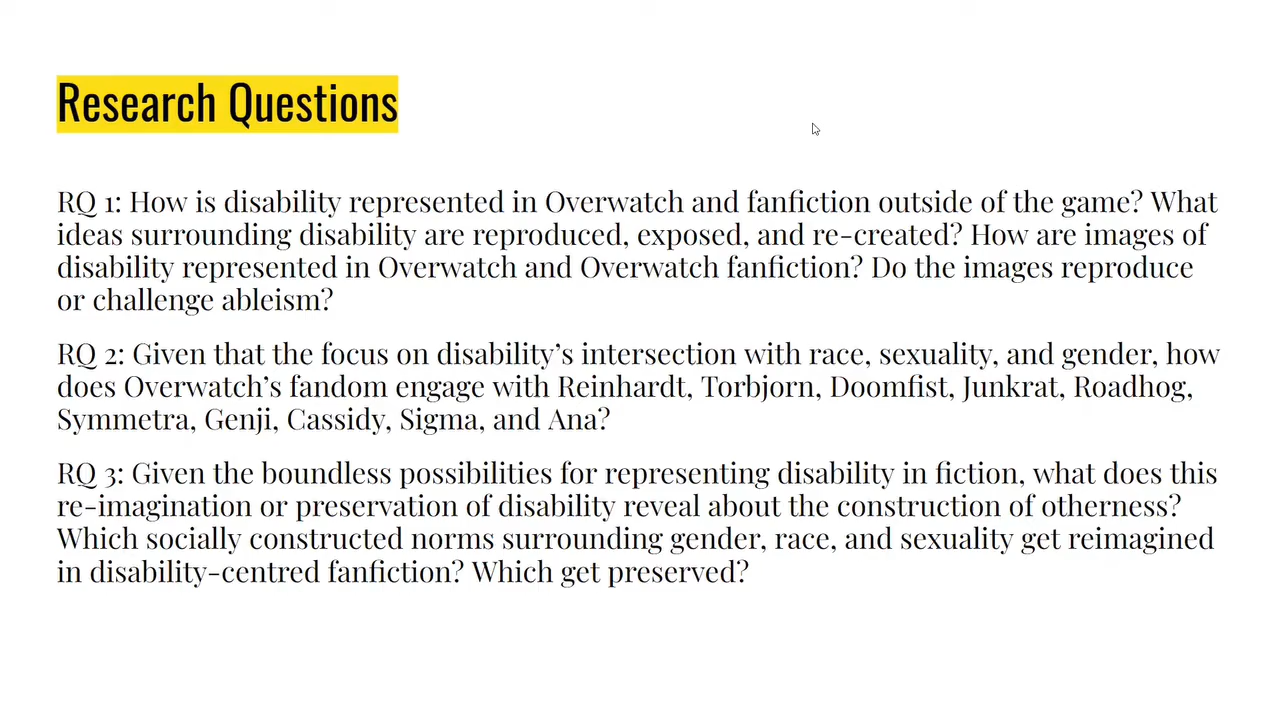 Research Questions
RQ 1: How is disability represented in Overwatch and fanfiction outside of the game? What
ideas surrounding disability are reproduced, exposed, and re-created? How are images of
disability represented in Overwatch and Overwatch fanfiction? Do the images reproduce
or challenge ableism?
RQ 2: Given that the focus on disability’s intersection with race, sexuality, and gender, how
does Overwatch’s fandom engage with Reinhardt, Torbjorn, Doomfist, Junkrat, Roadhog,
Symmetra, Genji, Cassidy, Sigma, and Ana?
RQ 3: Given the boundless possibilities for representing disability in fiction, what does this
re-imagination or preservation of disability reveal about the construction of otherness?
Which socially constructed norms surrounding gender, race, and sexuality get reimagined
in disability-centred fanfiction? Which get preserved?